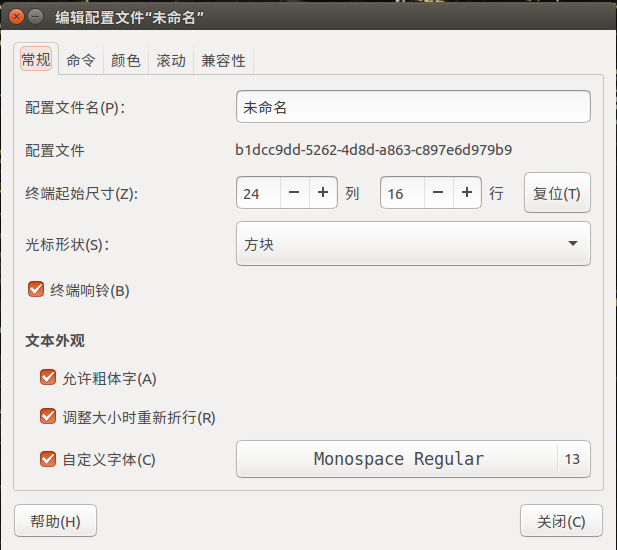 编辑配置文件“未命名”
常规 命令 颜色 滚动 兼容性
配置文件名(P)： 未命名
配置文件 b1dcc9dd-5262-4d8d-a863-c897e6d979b9
终端起始尺寸(Z): 24 列 16 行 复位(T)
光标形状(S)： 方块
终端响铃(B)
文本外观
允许粗体字(A)
调整大小时重新折行(R)
自定义字体(C) Monospace Regular 13
帮助(H) 关闭(C)